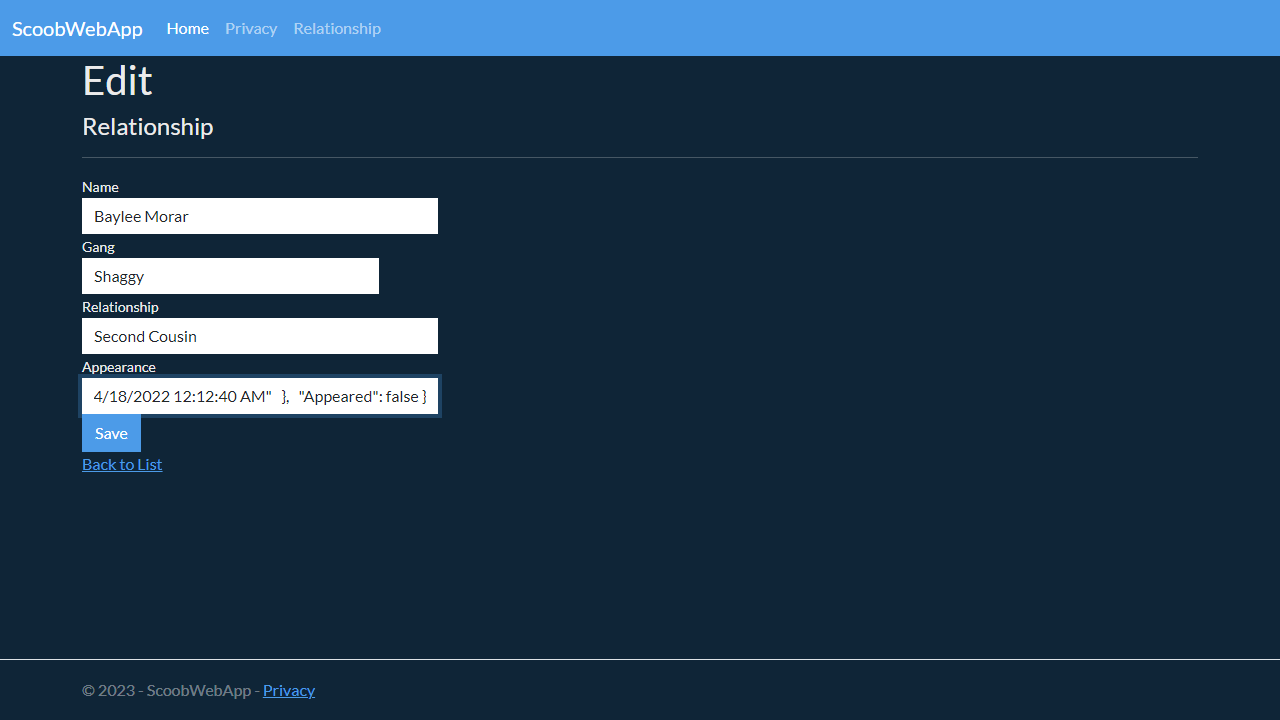 ScoobWebApp Home Privacy Relationship
Edit
Relationship
Name
Baylee Morar
Gang
Shaggy
Relationship
Second Cousin
Appearance
4/18/2022 12:12:40 AM" }, "Appeared": false }
Save
Back to List
© 2023 - ScoobWebApp - Privacy